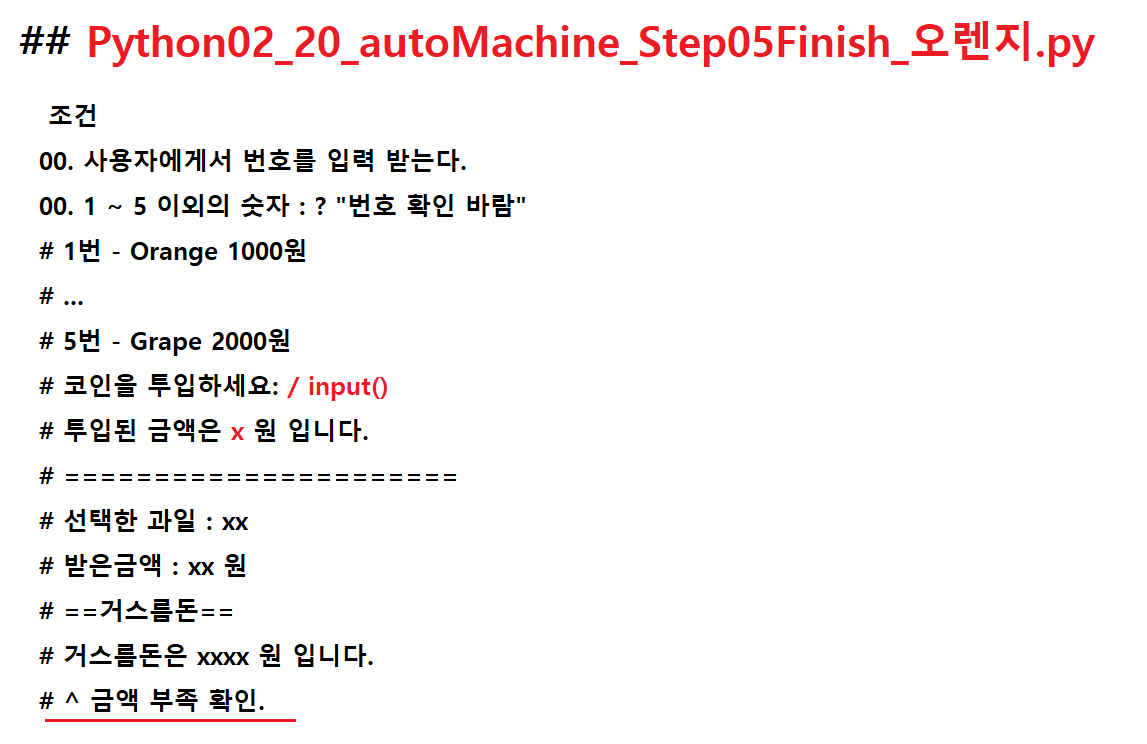 ## Python02_20_autoMachine_Step05Finish_오렌지.py
조건
00. 사용자에게서 번호를 입력 받는다.
00. 1 ~ 5 이외의 숫자 : ? "번호 확인 바람"
# 1번 - Orange 1000원
# ...
# 5번 - Grape 2000원
# 코인을 투입하세요: / input()
# 투입된 금액은 x 원 입니다.
# ======================
# 선택한 과일 : xx
# 받은금액 : xx 원
# ==거스름돈==
# 거스름돈은 xxxx 원 입니다.
# ^ 금액 부족 확인.